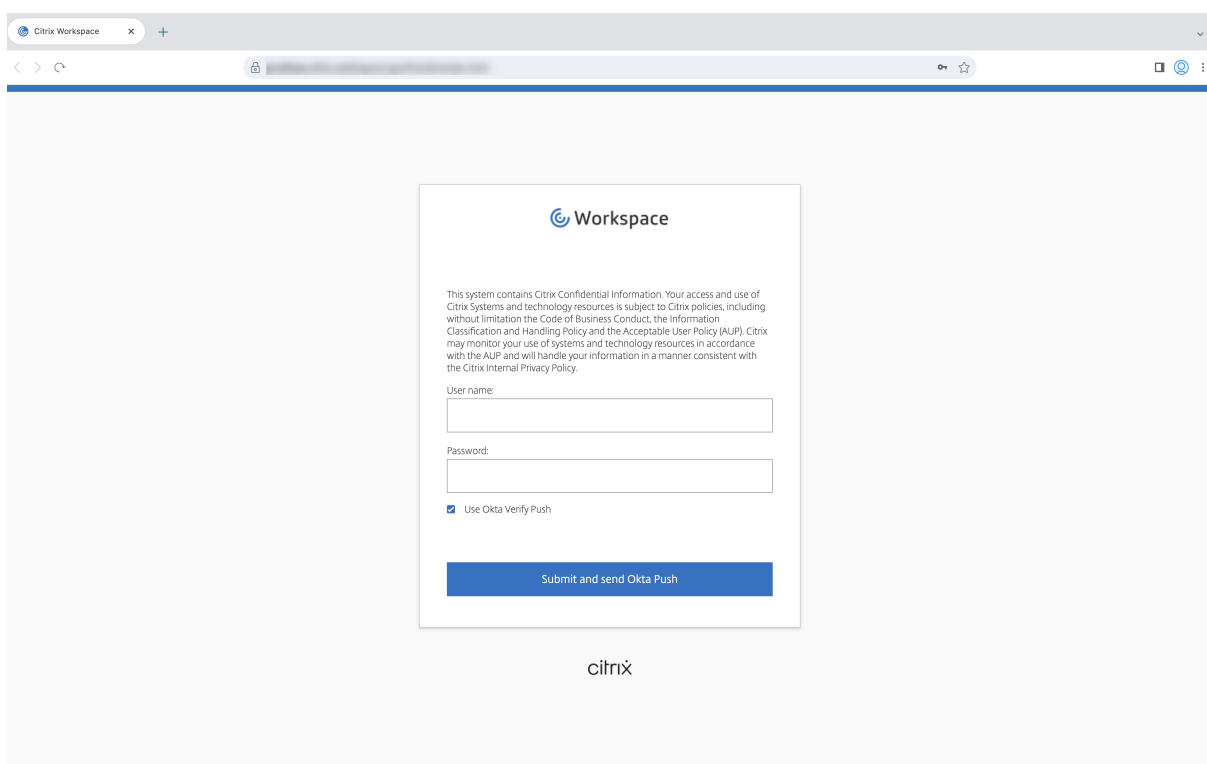 Citrix Workspace
Workspace
This system contains Citrix Confidential Information. Your access and use of
Citrix Systems and technology resources is subject to Citrix policies, including
without limitation the Code of Business Conduct, the Information
Classification and Handling Policy and the Acceptable User Policy (AUP). Citrix
may monitor your use of systems and technology resources in accordance
with the AUP and will handle your information in a manner consistent with
the Citrix Internal Privacy Policy.
User name:
Password:
Use Okta Verify Push
Submit and send Okta Push
citrix